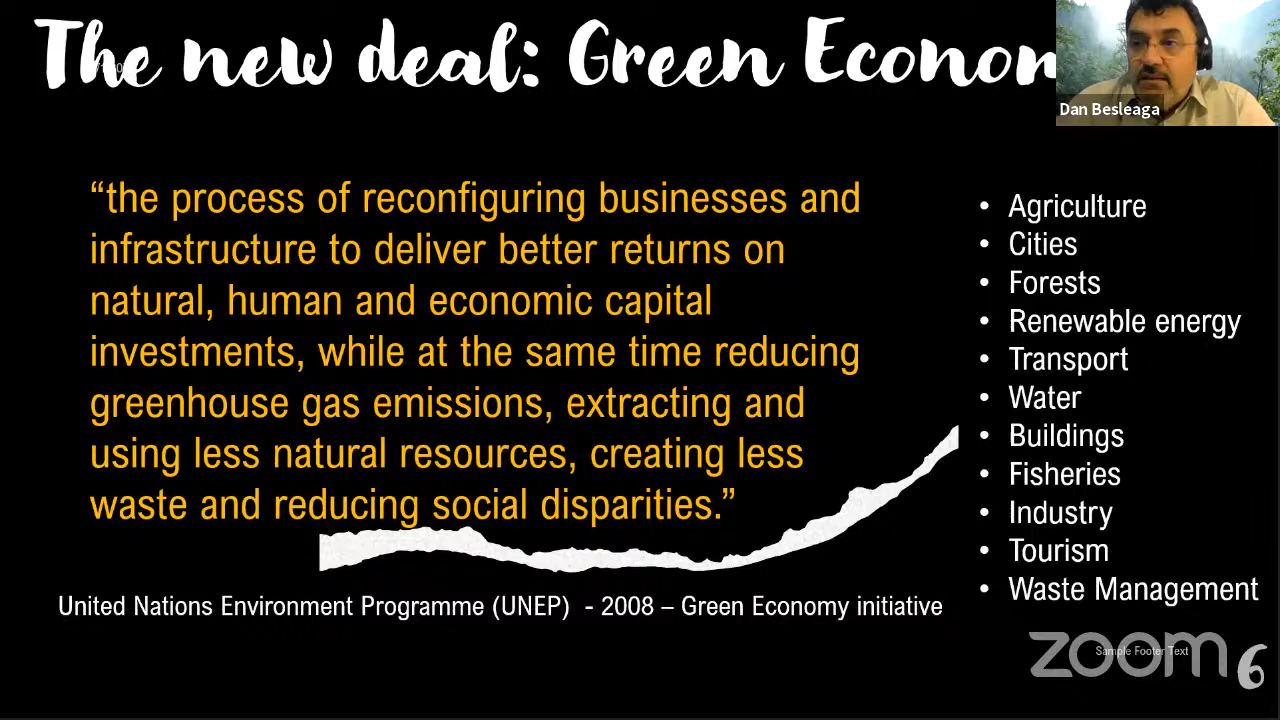 The new deal: Green Econom
Dan Besleaga
“the process of reconfiguring businesses and
infrastructure to deliver better returns on
natural, human and economic capital
investments, while at the same time reducing
greenhouse gas emissions, extracting and
using less natural resources, creating less
waste and reducing social disparities.”
United Nations Environment Programme (UNEP) - 2008 – Green Economy initiative
• Agriculture
• Cities
• Forests
• Renewable energy
• Transport
• Water
• Buildings
• Fisheries
• Industry
• Tourism
• Waste Management
zoom
Sample Footer Text
6